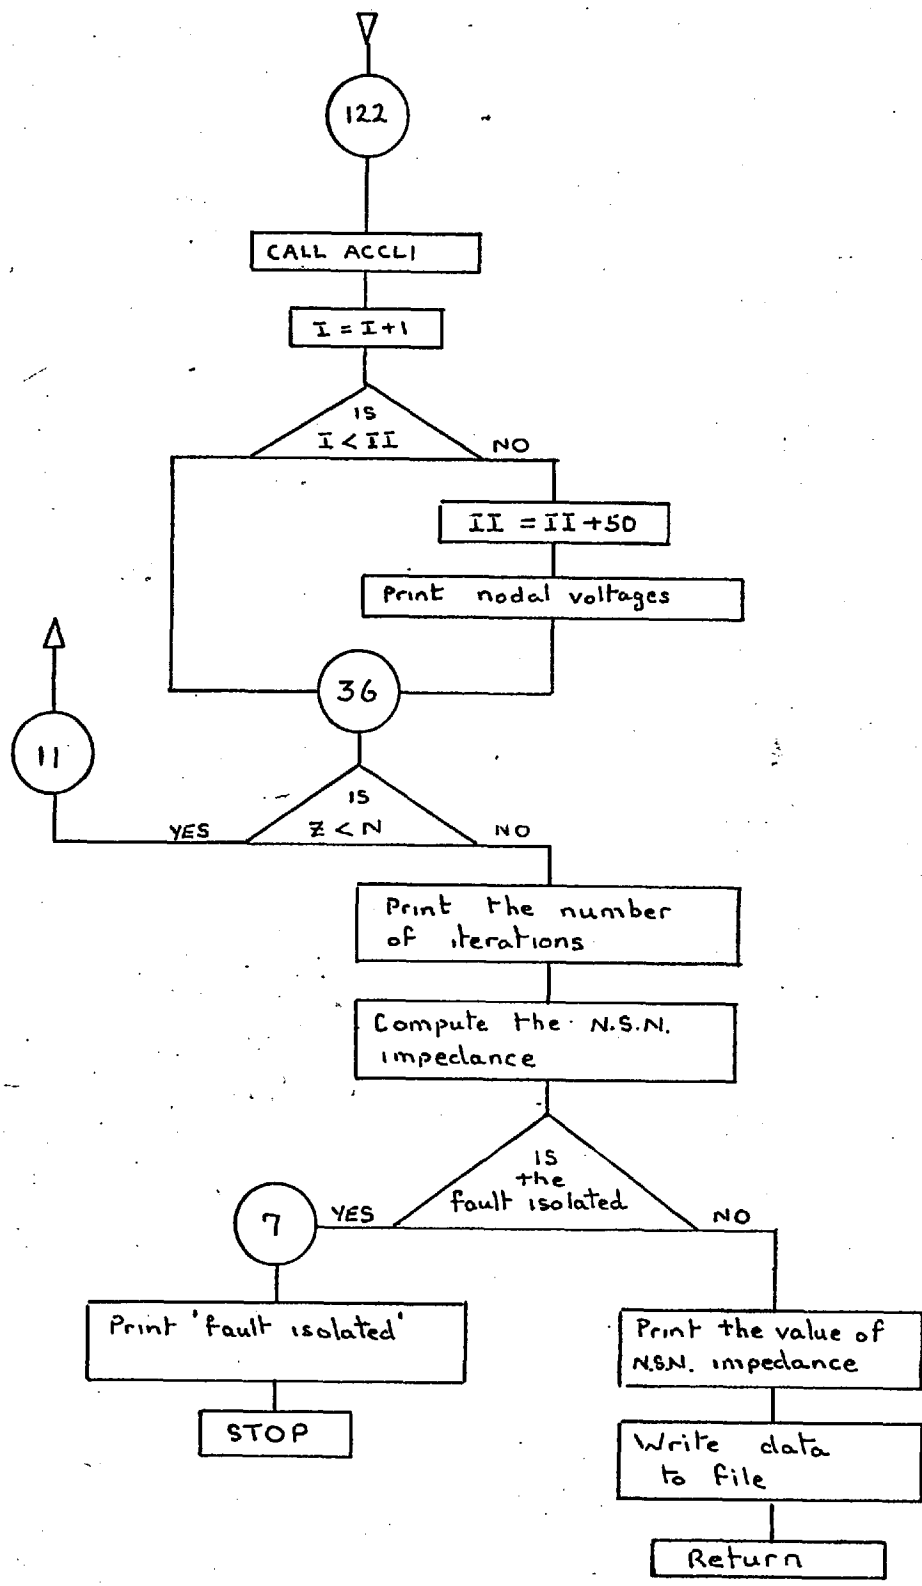 122
CALL ACCLI
I = I+1
IS
I < II
NO
II = II +50
Print nodal voltages
36
11
IS
Z < N
YES
NO
Print the number
of iterations
Compute the N.S.N.
impedance
IS
the
fault isolated
7
YES
NO
Print 'fault isolated'
STOP
Print the value of
N.S.N. impedance
Write data
to file
Return